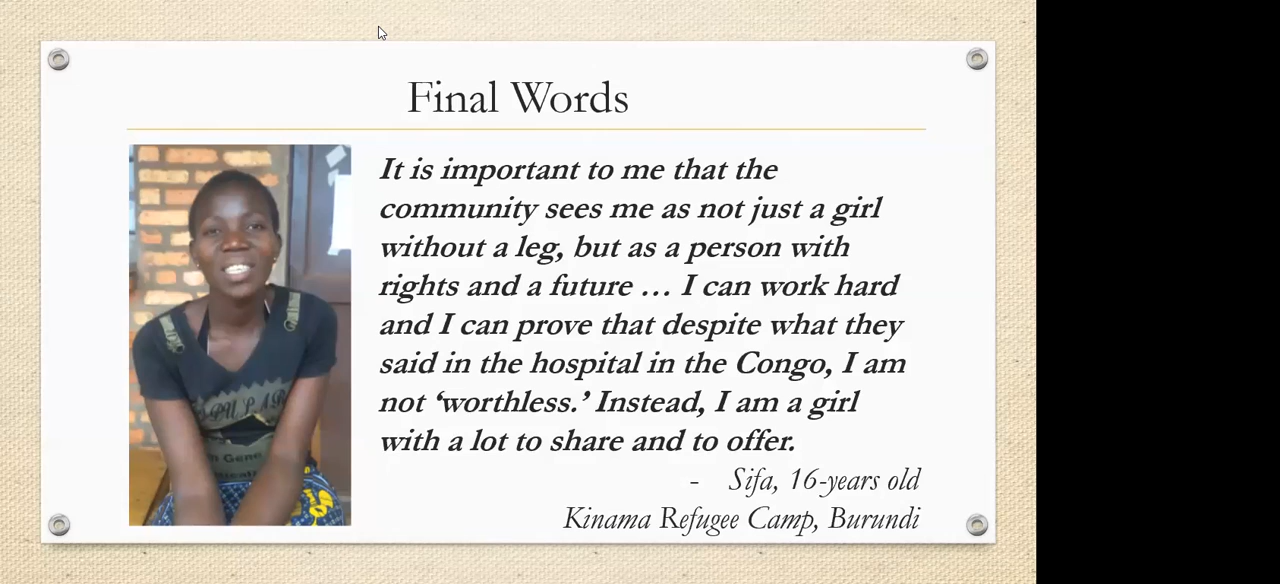 Final Words
It is important to me that the
community sees me as not just a girl
without a leg, but as a person with
rights and a future … I can work hard
and I can prove that despite what they
said in the hospital in the Congo, I am
not ‘worthless.’ Instead, I am a girl
with a lot to share and to offer.
- Sifa, 16-years old
Kinama Refugee Camp, Burundi